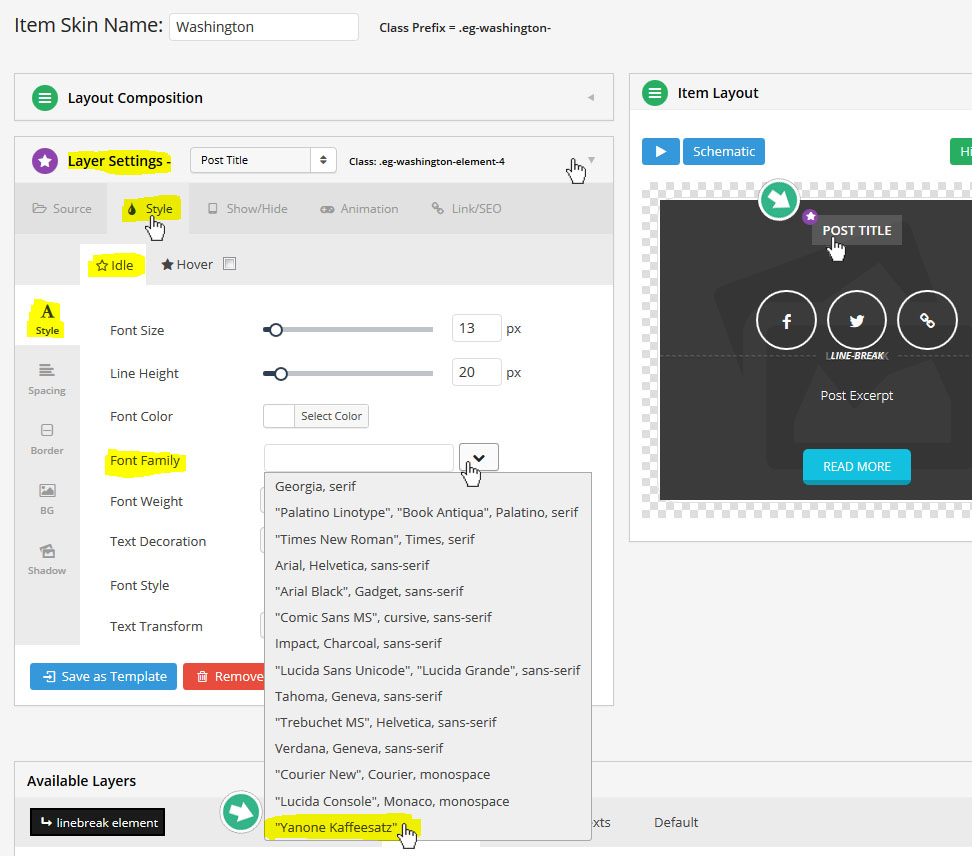 Item Skin Name: Washington Class Prefix = .eg-washington-
Layout Composition
Layer Settings - Post Title Class: .eg-washington-element-4
Source Style Show/Hide Animation Link/SEO
Idle Hover
A
Style
Spacing
Border
BG
Shadow
Font Size 13 px
Line Height 20 px
Font Color Select Color
Font Family
Font Weight
Text Decoration
Font Style
Text Transform
Georgia, serif
"Palatino Linotype", "Book Antiqua", Palatino, serif
"Times New Roman", Times, serif
Arial, Helvetica, sans-serif
"Arial Black", Gadget, sans-serif
"Comic Sans MS", cursive, sans-serif
Impact, Charcoal, sans-serif
"Lucida Sans Unicode", "Lucida Grande", sans-serif
Tahoma, Geneva, sans-serif
"Trebuchet MS", Helvetica, sans-serif
Verdana, Geneva, sans-serif
"Courier New", Courier, monospace
"Lucida Console", Monaco, monospace
"Yanone Kaffeesatz"
Save as Template Remove
Available Layers
linebreak element xts Default
Item Layout
Schematic Hi
POST TITLE
LINE-BREAK
Post Excerpt
READ MORE